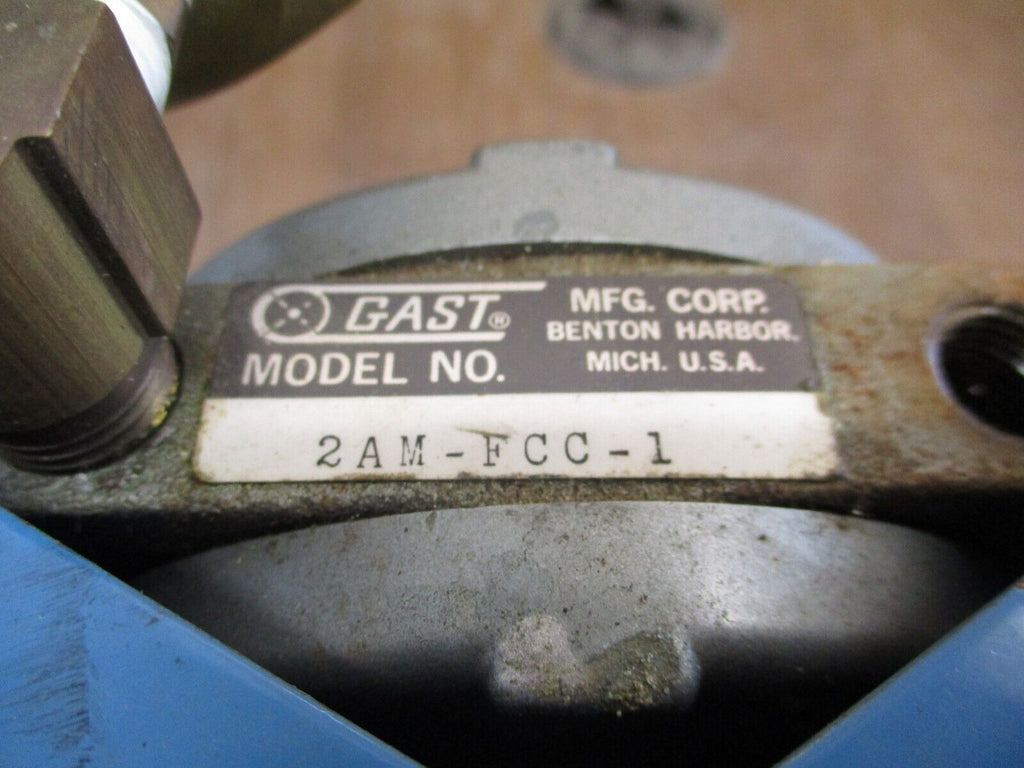 GAST® MFG. CORP.
BENTON HARBOR,
MODEL NO. MICH. U.S.A.
2AM-FCC-1